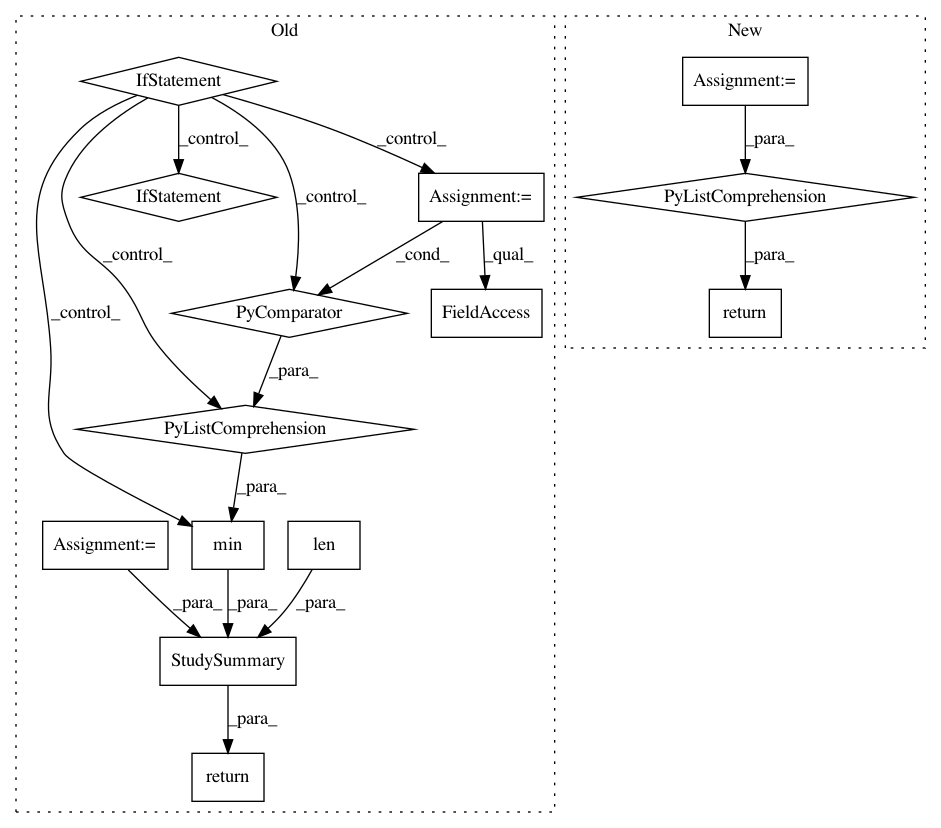 Old
New
IfStatement
Assignment:=
_control_
_control_
_para_
IfStatement
Assignment:=
PyListComprehension
_control_
_control_
_cond_
_qual_
_para_
_control_
PyComparator
FieldAccess
return
_para_
PyListComprehension
_para_
Assignment:=
min
len
_para_
_para_
_para_
StudySummary
_para_
return